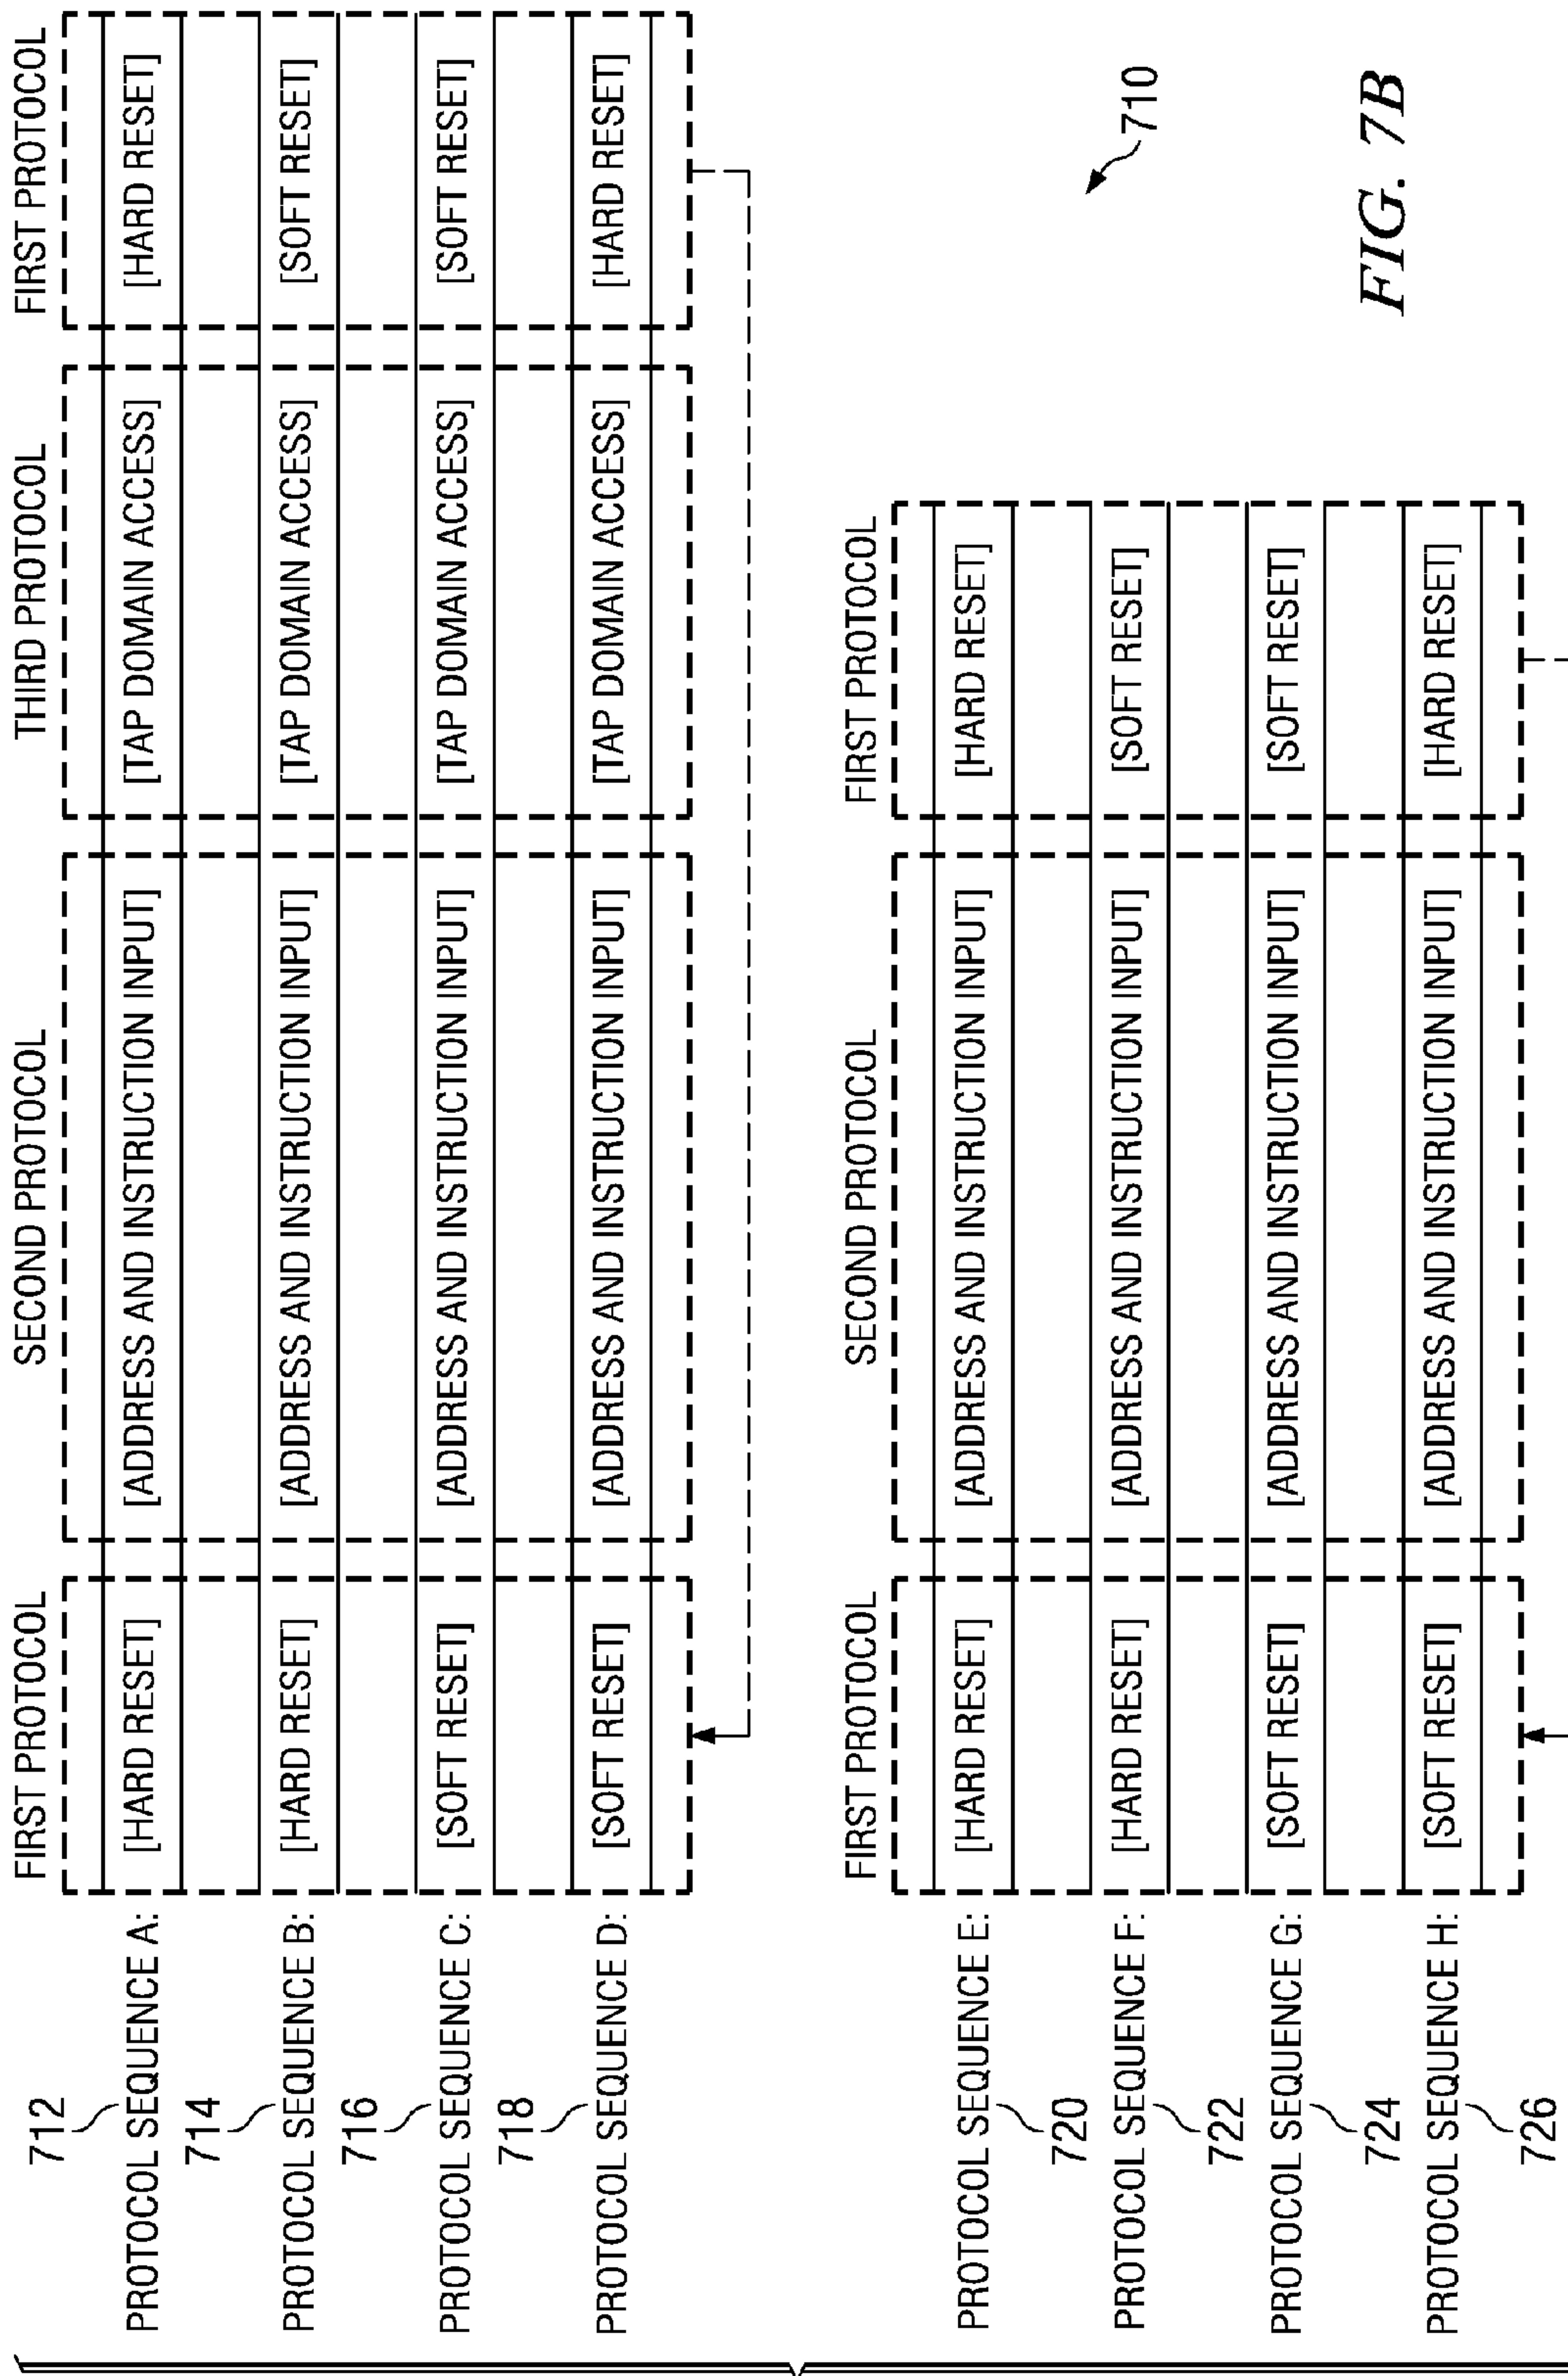 FIRST PROTOCOL SECOND PROTOCOL THIRD PROTOCOL FIRST PROTOCOL
712
PROTOCOL SEQUENCE A: [HARD RESET] [ADDRESS AND INSTRUCTION INPUT] [TAP DOMAIN ACCESS] [HARD RESET]
714
PROTOCOL SEQUENCE B: [HARD RESET] [ADDRESS AND INSTRUCTION INPUT] [TAP DOMAIN ACCESS] [SOFT RESET]
716
PROTOCOL SEQUENCE C: [SOFT RESET] [ADDRESS AND INSTRUCTION INPUT] [TAP DOMAIN ACCESS] [SOFT RESET]
718
PROTOCOL SEQUENCE D: [SOFT RESET] [ADDRESS AND INSTRUCTION INPUT] [TAP DOMAIN ACCESS] [HARD RESET]
FIRST PROTOCOL SECOND PROTOCOL FIRST PROTOCOL
PROTOCOL SEQUENCE E: [HARD RESET] [ADDRESS AND INSTRUCTION INPUT] [HARD RESET]
720
PROTOCOL SEQUENCE F: [HARD RESET] [ADDRESS AND INSTRUCTION INPUT] [SOFT RESET]
722
PROTOCOL SEQUENCE G: [SOFT RESET] [ADDRESS AND INSTRUCTION INPUT] [SOFT RESET]
724
PROTOCOL SEQUENCE H: [SOFT RESET] [ADDRESS AND INSTRUCTION INPUT] [HARD RESET]
726
710
FIG. 7B